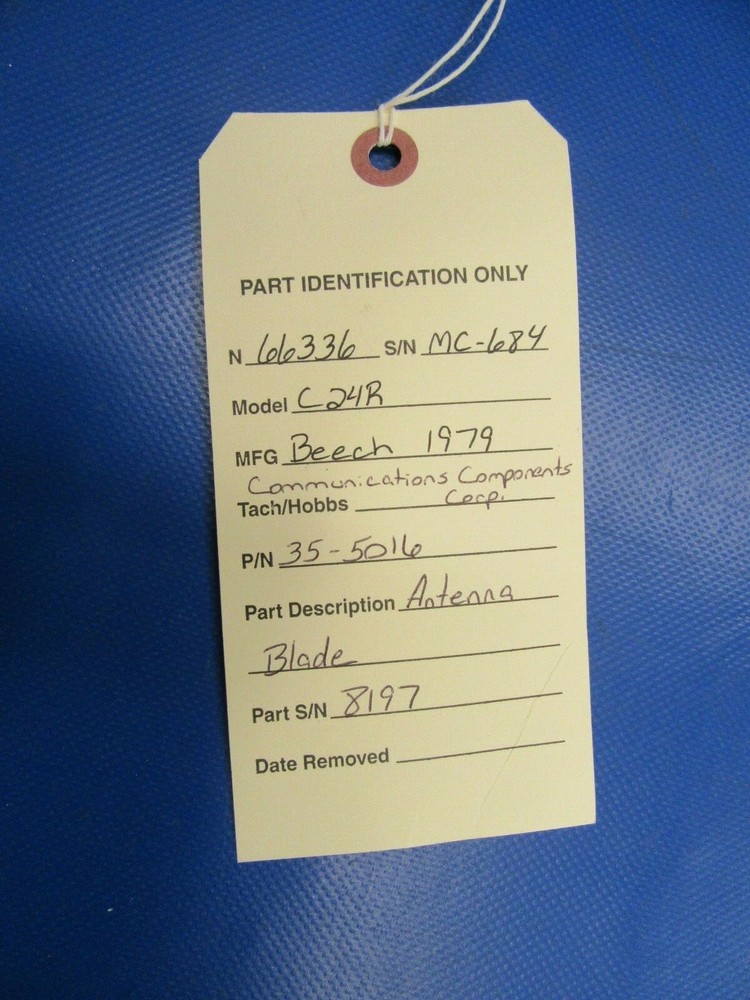 PART IDENTIFICATION ONLY
N 66336 S/N MC-684
Model C24R
MFG Beech 1979
Communications Components
Tach/Hobbs Corp.
P/N 35-5016
Part Description Antenna
Blade
Part S/N 8197
Date Removed